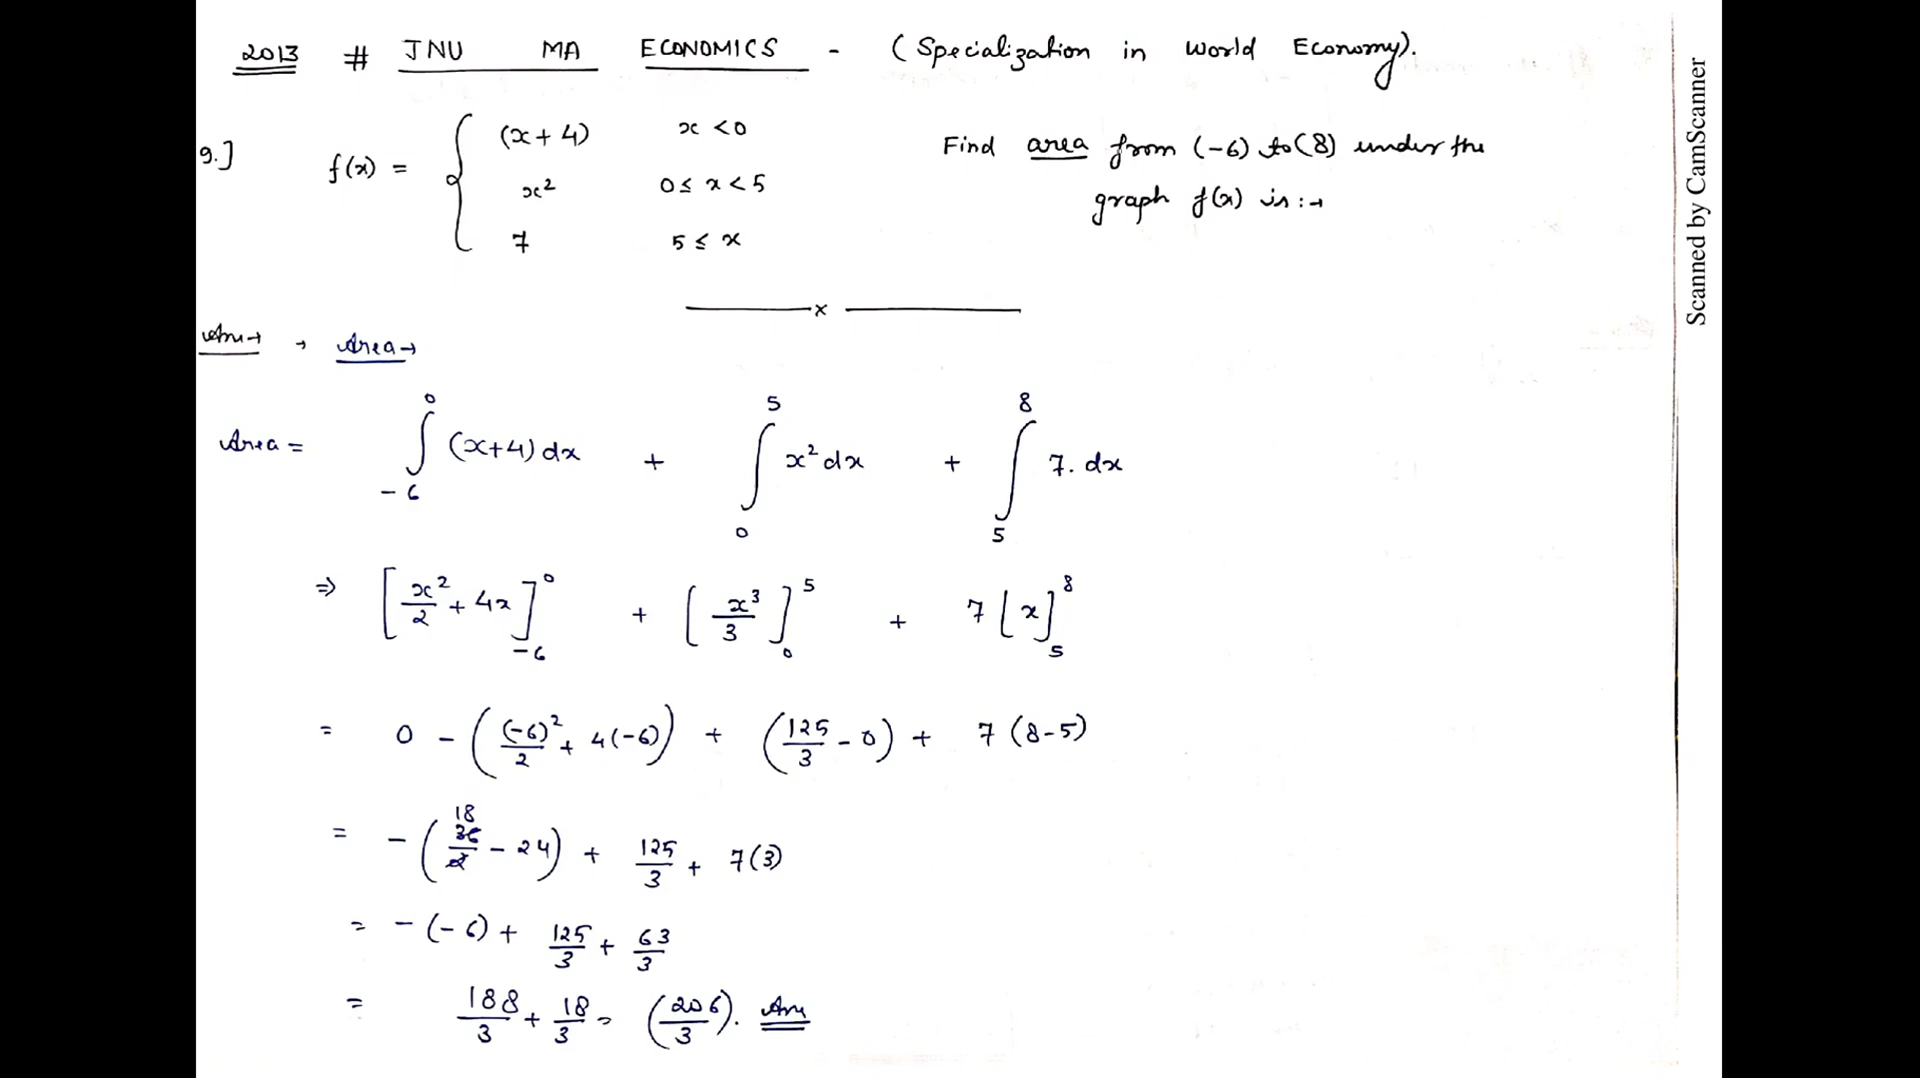 2013 # JNU MA ECONOMICS - (Specialization in World Economy).
9.] f(x) = { (x+4) x<0
x² 0≤x<5
7 5≤x
Find area from (-6) to (8) under the
graph f(x) is:→
——— x ———
Ans→ → Area→
Area = ∫₋₆⁰ (x+4)dx + ∫₀⁵ x²dx + ∫₅⁸ 7.dx
⇒ [x²/2 + 4x]₋₆⁰ + [x³/3]₀⁵ + 7[x]₅⁸
= 0 - ((-6)²/2 + 4(-6)) + (125/3 - 0) + 7(8-5)
= -(18 36/2 - 24) + 125/3 + 7(3)
= -(-6) + 125/3 + 63/3
= 188/3 + 18/3 = (206/3). Ans
Scanned by CamScanner